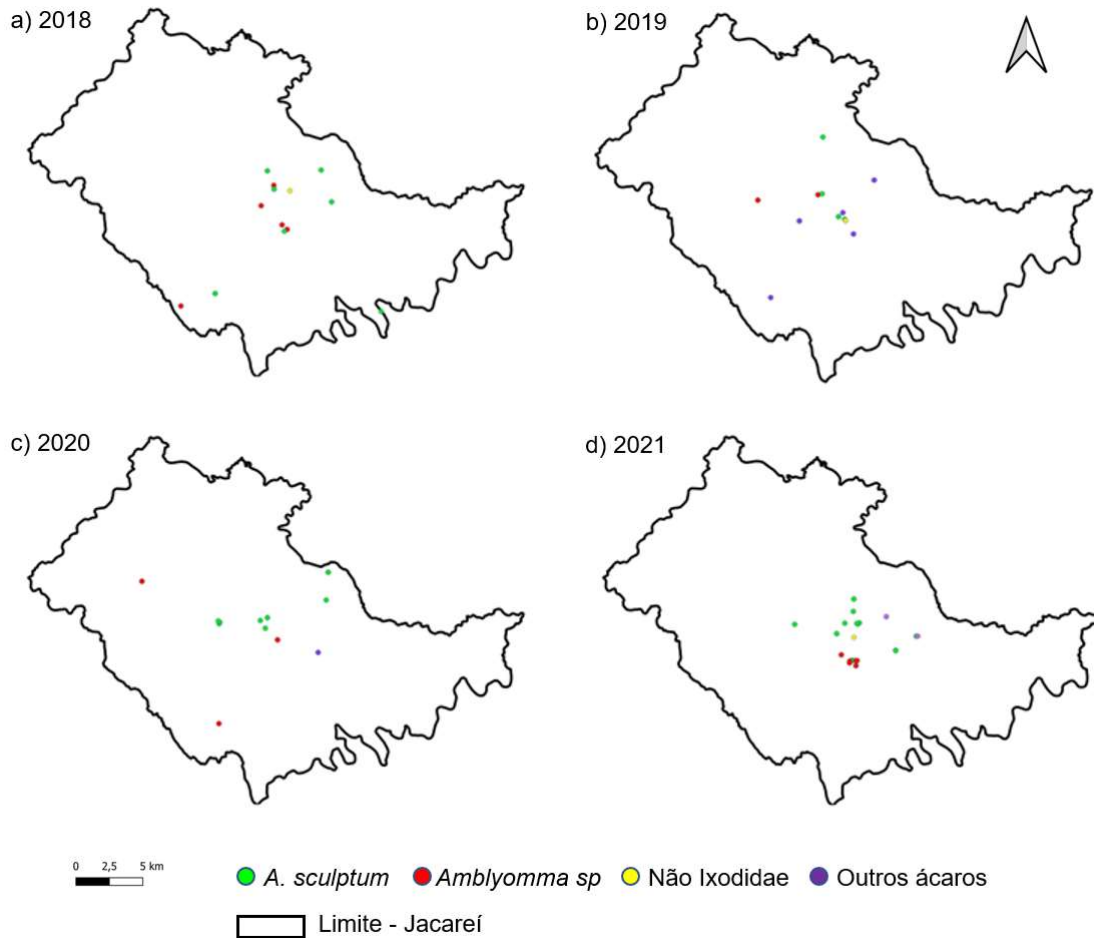 a) 2018
b) 2019
c) 2020
d) 2021
0 2,5 5 km
A. sculptum Amblyomma sp Não Ixodidae Outros ácaros
Limite - Jacareí